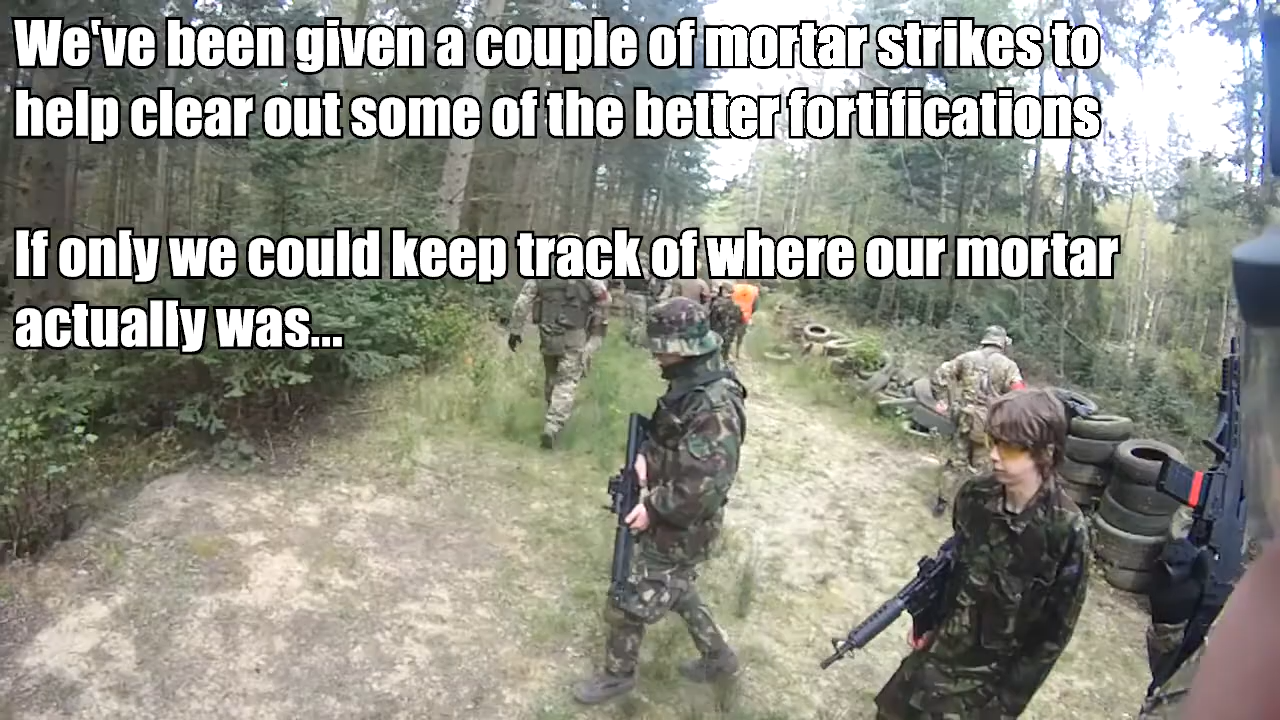 We've been given a couple of mortar strikes to
help clear out some of the better fortifications
If only we could keep track of where our mortar
actually was...